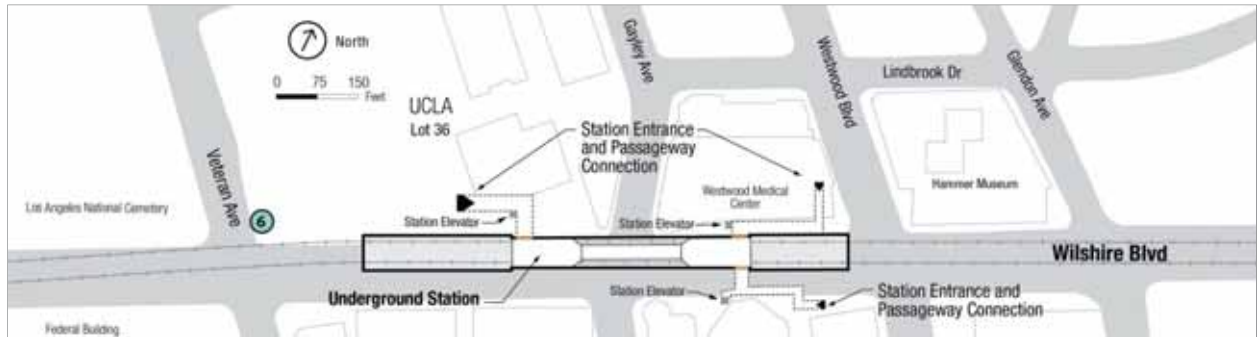 North
0 75 150
Feet
UCLA
Lot 36
Gayley Ave
Westwood Blvd
Lindbrook Dr
Glendon Ave
Station Entrance
and Passageway
Connection
Veteran Ave
Los Angeles National Cemetery
6
Station Elevator
Station Elevator
Westwood Medical
Center
Hammer Museum
Wilshire Blvd
Underground Station
Station Elevator
Station Entrance and
Passageway Connection
Federal Building